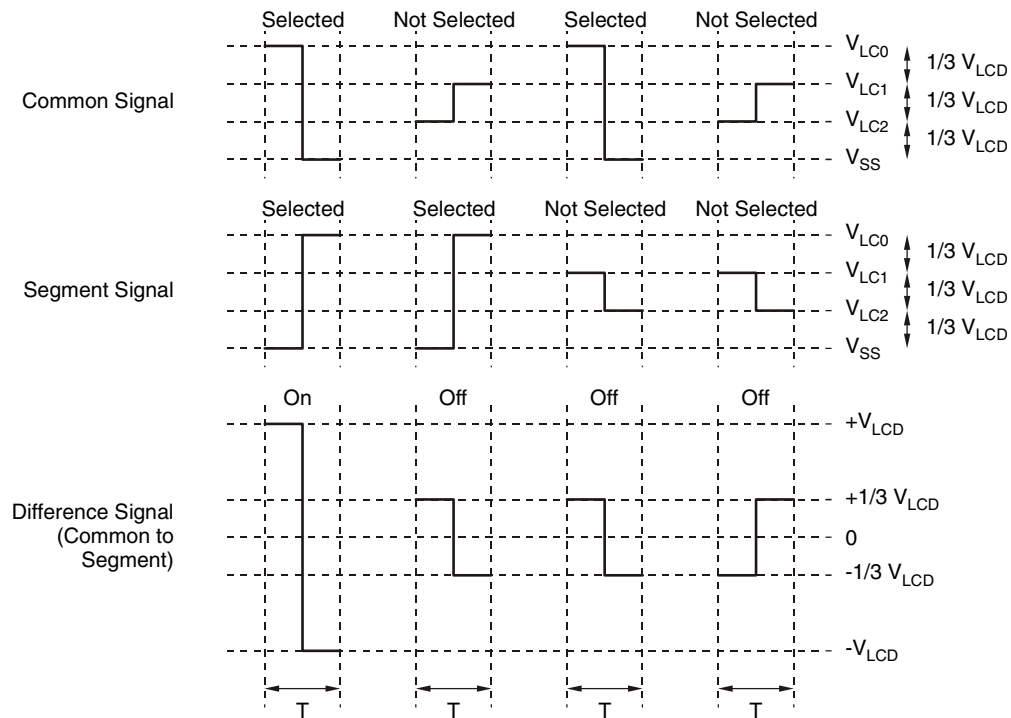 Selected Not Selected Selected Not Selected
V_LC0
1/3 V_LCD
V_LC1
Common Signal
1/3 V_LCD
V_LC2
1/3 V_LCD
V_SS
Selected Selected Not Selected Not Selected
V_LC0
1/3 V_LCD
V_LC1
Segment Signal
1/3 V_LCD
V_LC2
1/3 V_LCD
V_SS
On Off Off Off
+V_LCD
+1/3 V_LCD
Difference Signal
(Common to
Segment)
0
-1/3 V_LCD
-V_LCD
T T T T